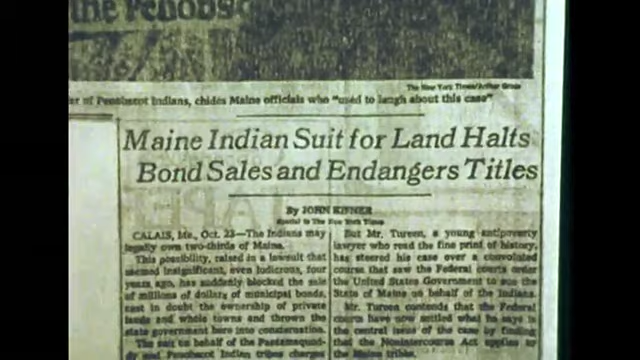 the Penobsc
The New York Times/Arthur Grace
er of Penobscot Indians, chides Maine officials who "used to laugh about this case"
Maine Indian Suit for Land Halts
Bond Sales and Endangers Titles
By JOHN KIFNER
Special to The New York Times
CALAIS, Me., Oct. 23—The Indians may
legally own two-thirds of Maine.
This possibility, raised in a lawsuit that
seemed insignificant, even ludicrous, four
years ago, has suddenly blocked the sale
of millions of dollars of municipal bonds,
cast in doubt the ownership of private
lands and whole towns and thrown the
state government here into consternation.
The suit on behalf of the Passamaquod-
dy and Penobscot Indian tribes charges
But Mr. Tureen, a young antipoverty
lawyer who read the fine print of history,
has steered his case over a convoluted
course that saw the Federal courts order
the United States Government to sue the
State of Maine on behalf of the Indians.
Mr. Tureen contends that the Federal
courts have now settled what he says is
the central issue of the case by finding
that the Nonintercourse Act applies to
the Maine tribes.